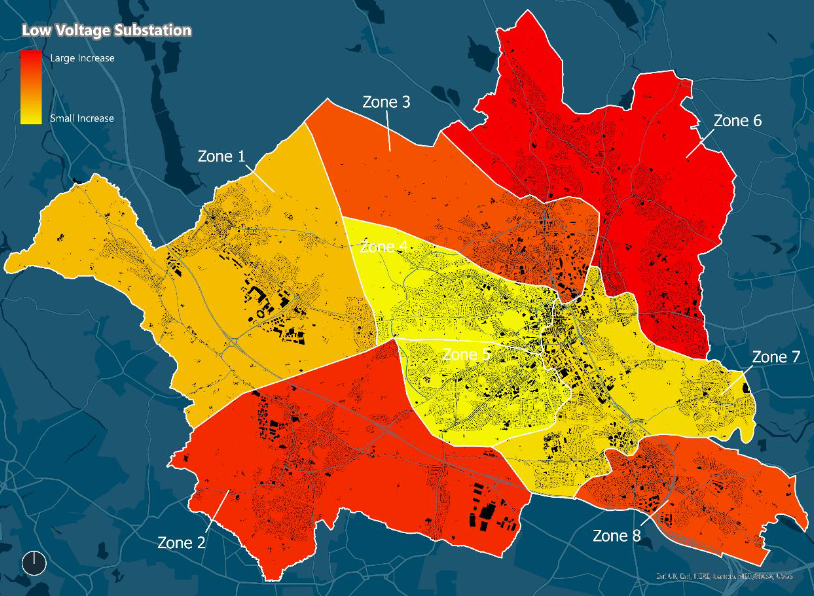 Low Voltage Substation
Large Increase
Small Increase
Zone 3
Zone 6
Zone 1
Zone 4
Zone 5
Zone 7
Zone 2
Zone 8